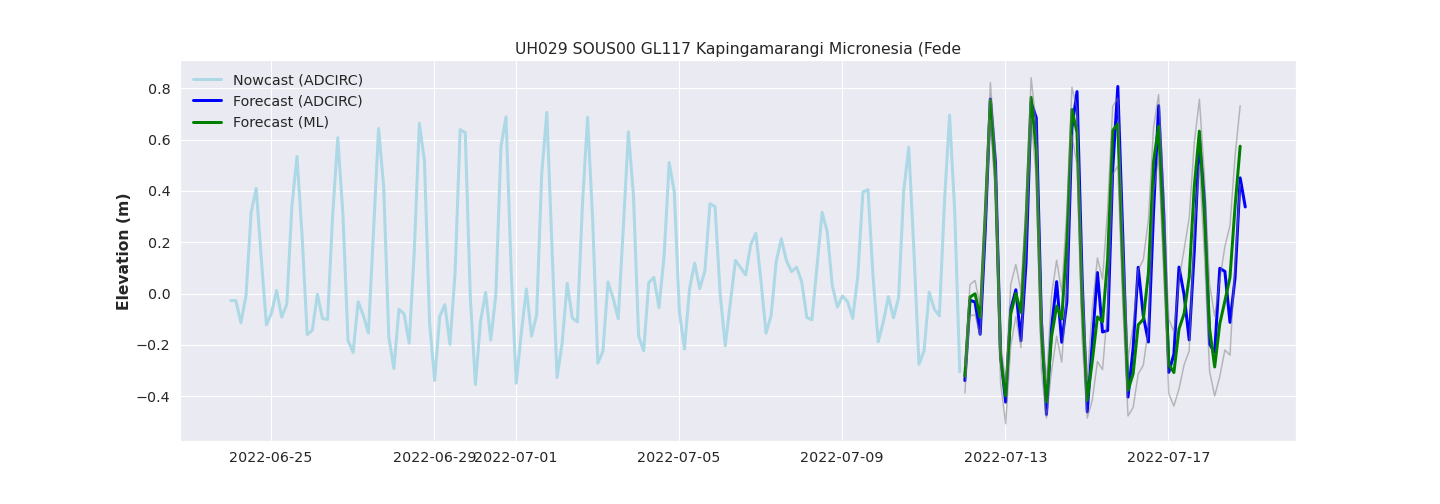 UH029 SOUS00 GL117 Kapingamarangi Micronesia (Fede
Nowcast (ADCIRC)
Forecast (ADCIRC)
Forecast (ML)
Elevation (m)
0.8
0.6
0.4
0.2
0.0
−0.2
−0.4
2022-06-25 2022-06-29 2022-07-01 2022-07-05 2022-07-09 2022-07-13 2022-07-17